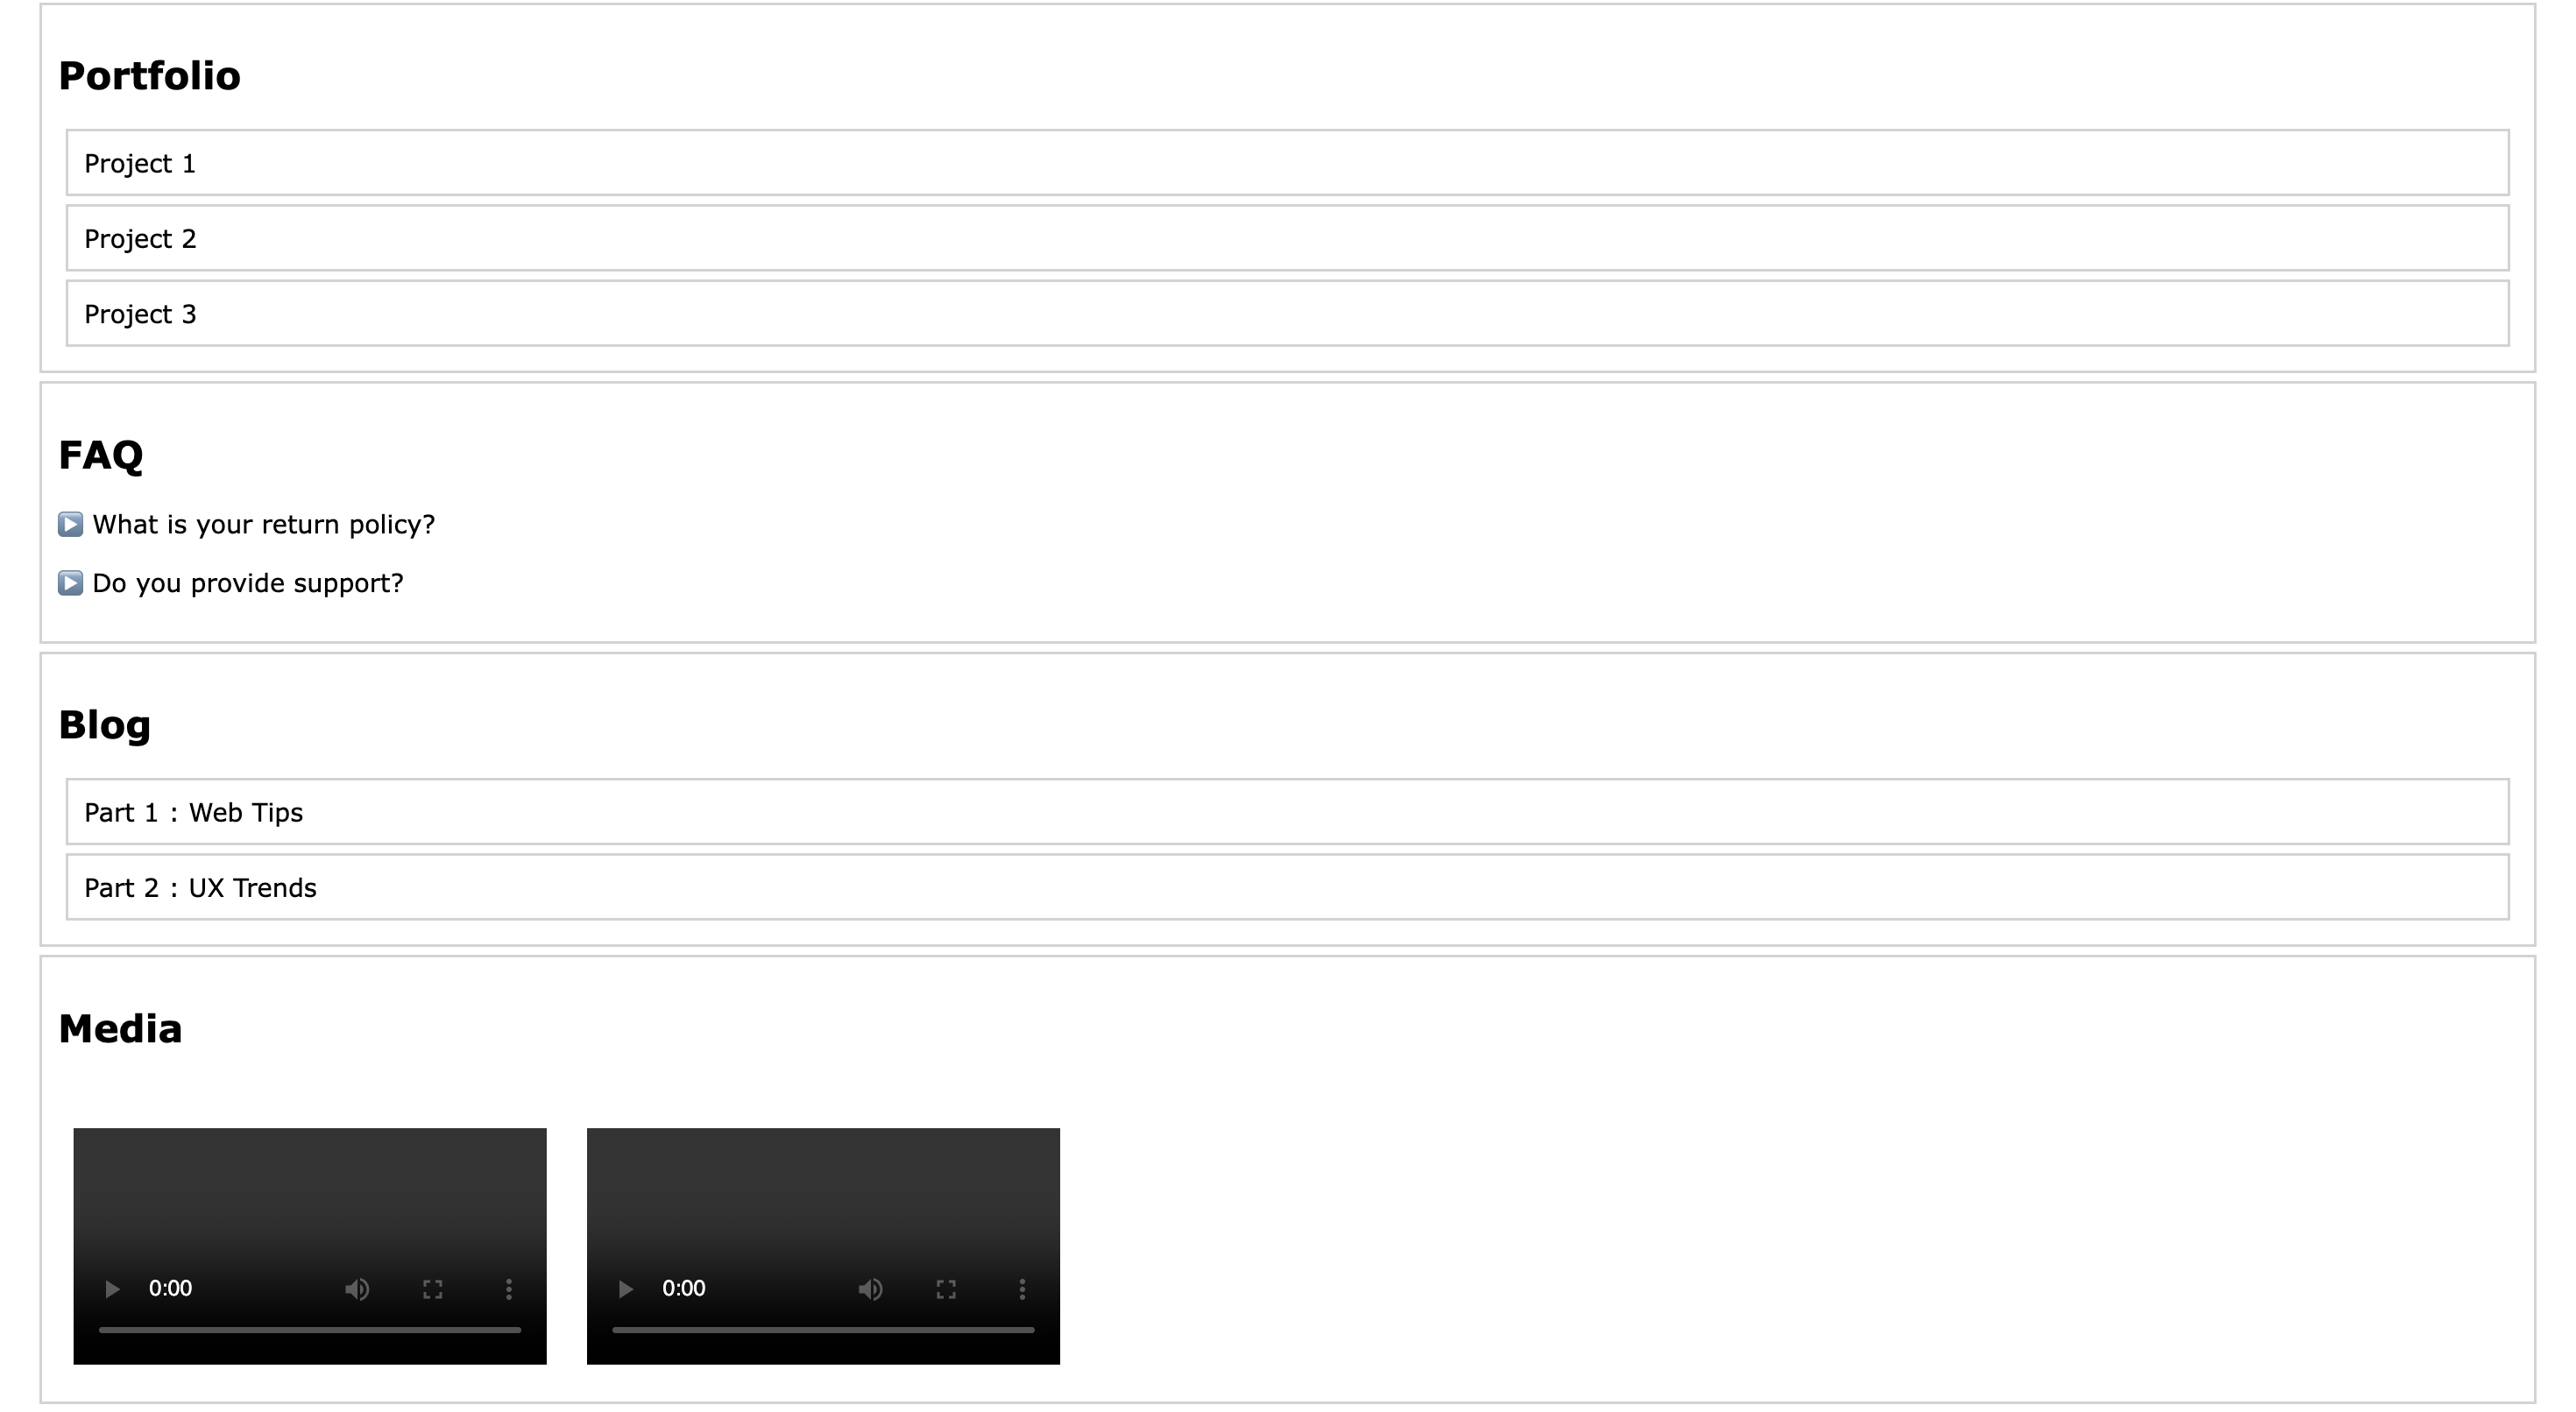 Portfolio
Project 1
Project 2
Project 3
FAQ
▶️ What is your return policy?
▶️ Do you provide support?
Blog
Part 1 : Web Tips
Part 2 : UX Trends
Media
0:00 0:00